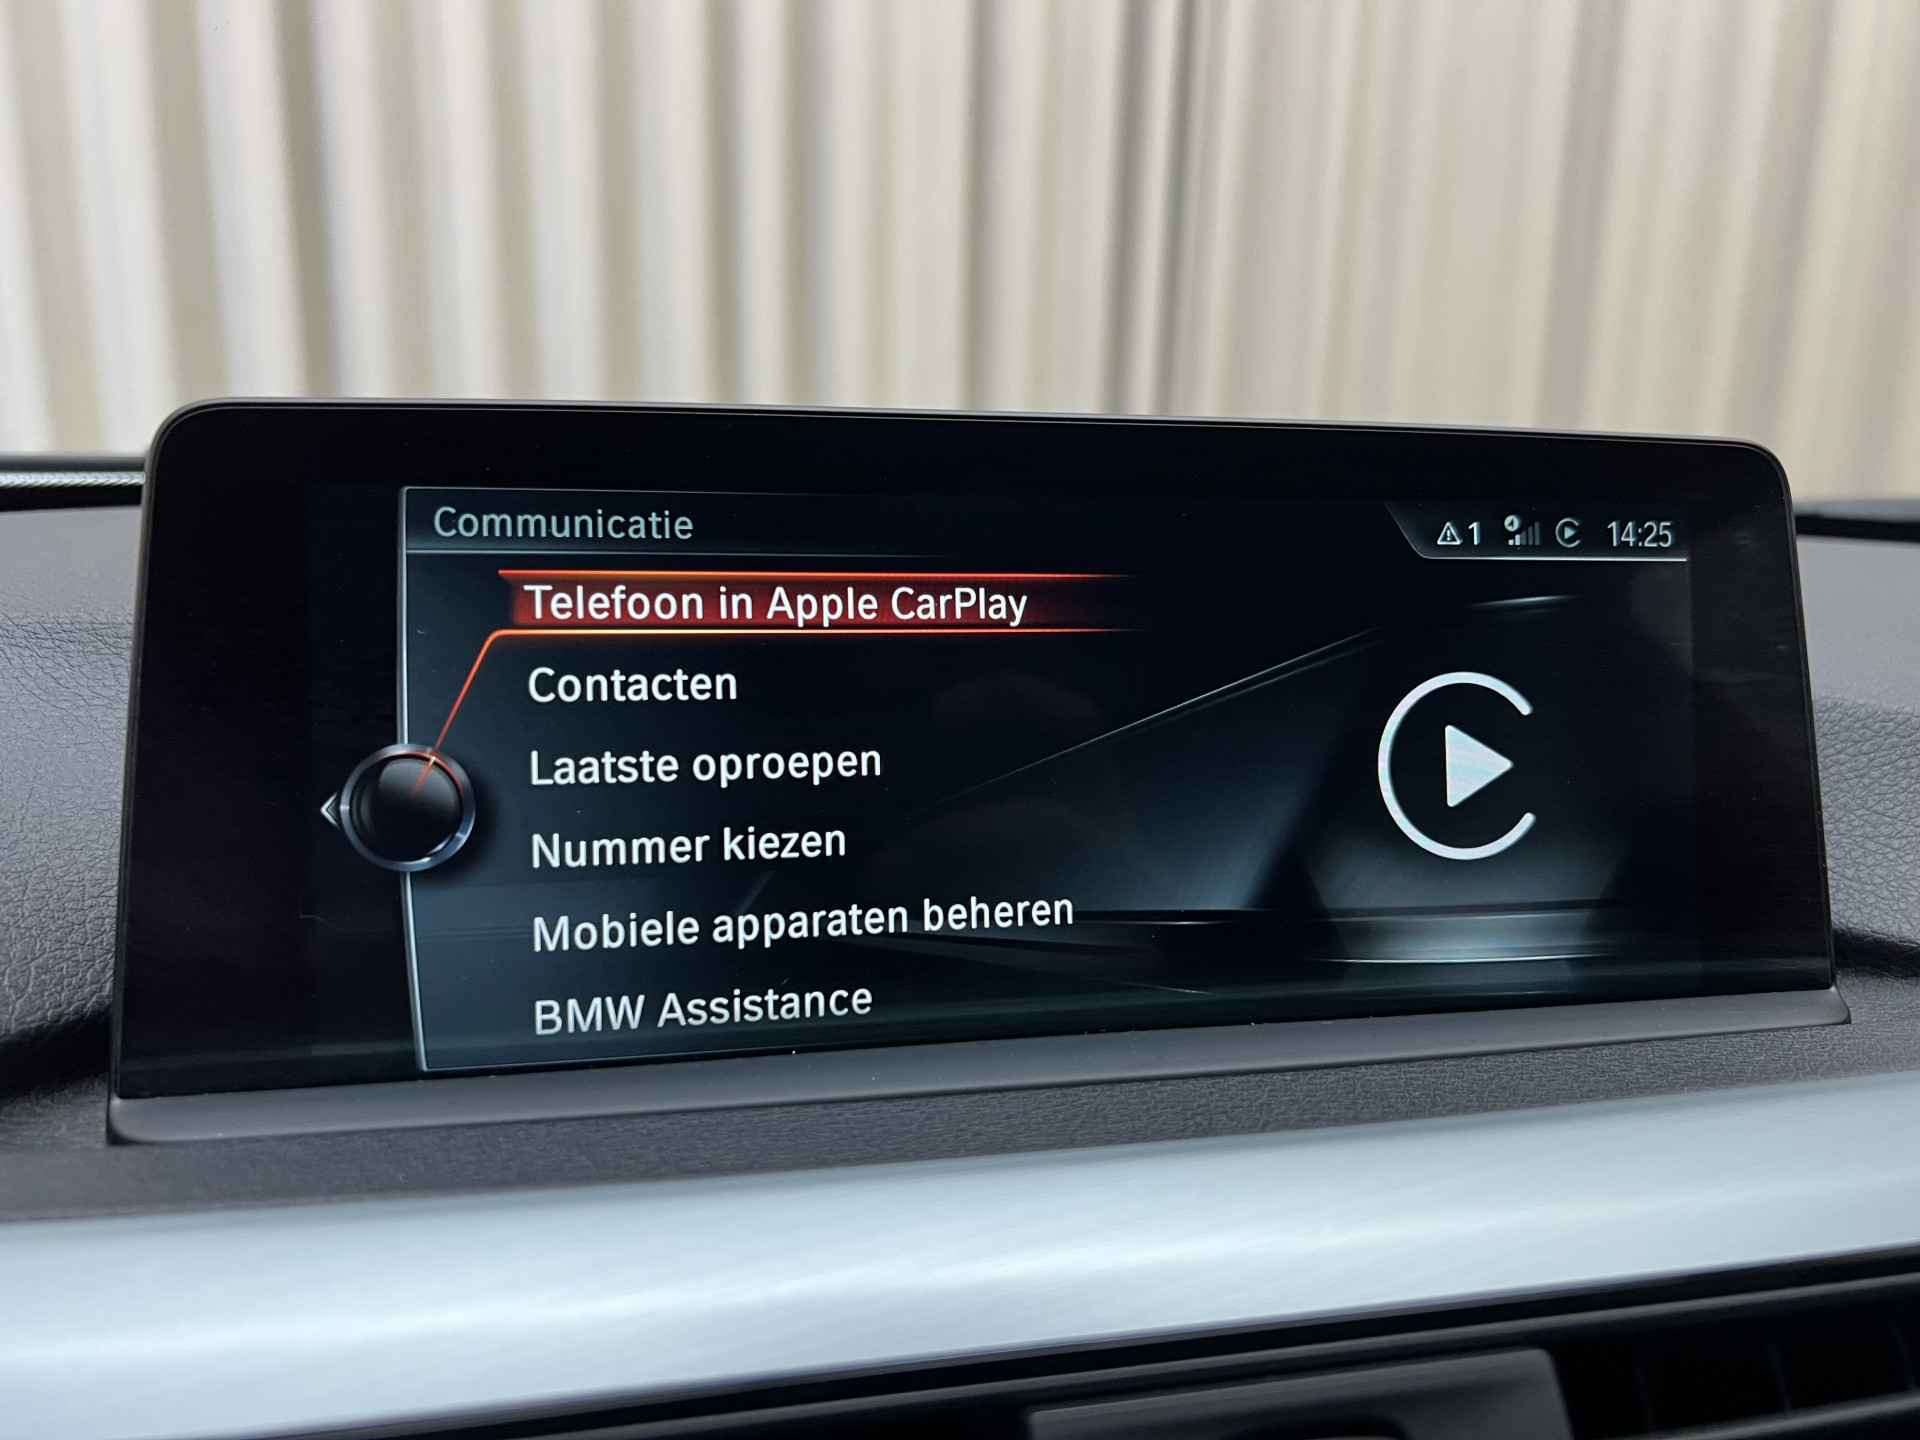 Communicatie
1 14:25
Telefoon in Apple CarPlay
Contacten
Laatste oproepen
Nummer kiezen
Mobiele apparaten beheren
BMW Assistance